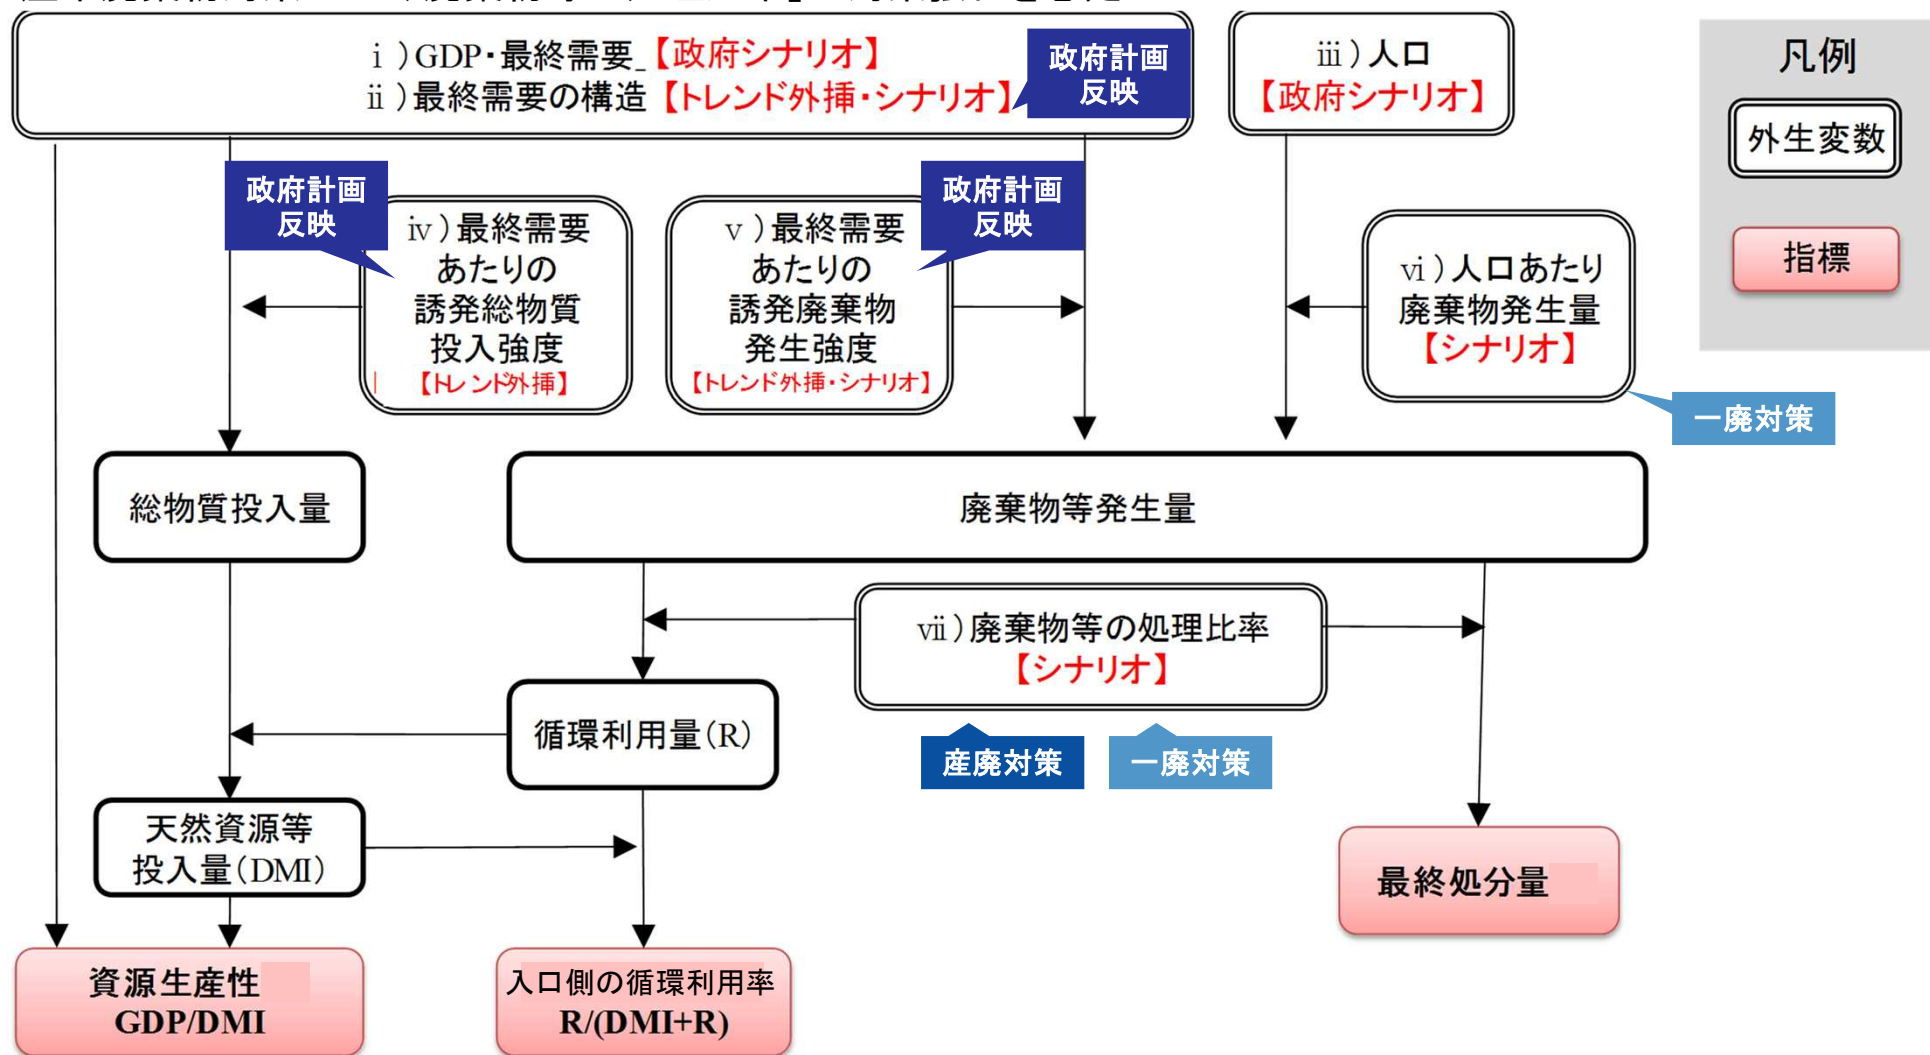 ⅰ）GDP・最終需要_【政府シナリオ】
ⅱ）最終需要の構造【トレンド外挿・シナリオ】
政府計画
反映
ⅲ）人口
【政府シナリオ】
凡例
外生変数
指標
政府計画
反映
ⅳ）最終需要
あたりの
誘発総物質
投入強度
【トレンド外挿】
ⅴ）最終需要
あたりの
誘発廃棄物
発生強度
【トレンド外挿・シナリオ】
政府計画
反映
ⅵ）人口あたり
廃棄物発生量
【シナリオ】
一廃対策
総物質投入量
廃棄物等発生量
ⅶ）廃棄物等の処理比率
【シナリオ】
産廃対策
一廃対策
循環利用量（R）
天然資源等
投入量（DMI）
最終処分量
資源生産性
GDP/DMI
入口側の循環利用率
R/(DMI+R)